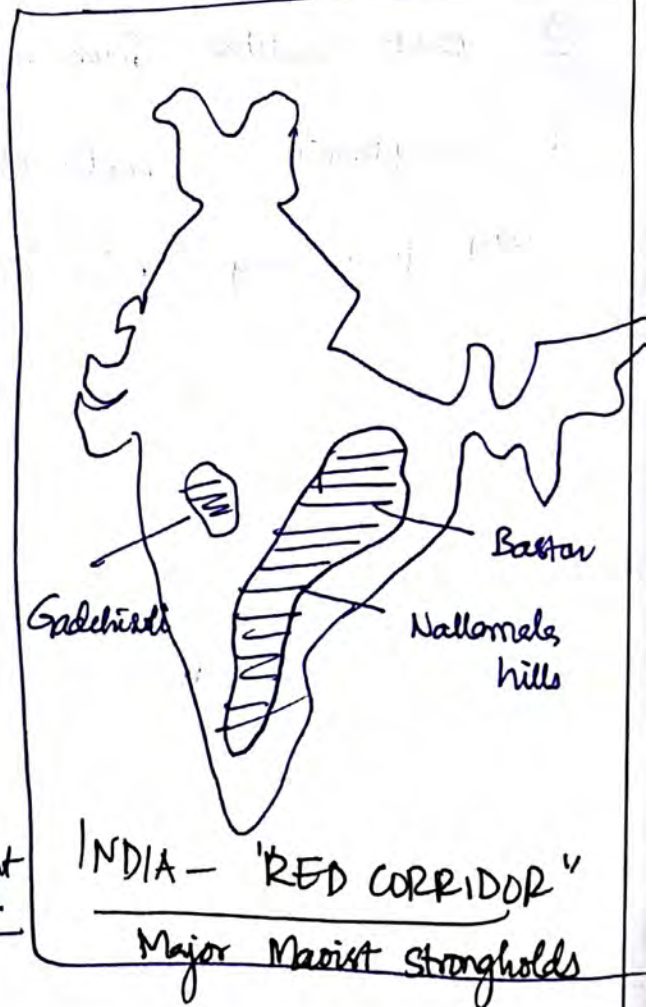 Bastar
Gadchiroli
Nallamala
hills
INDIA - "RED CORRIDOR"
Major Maoist Strongholds